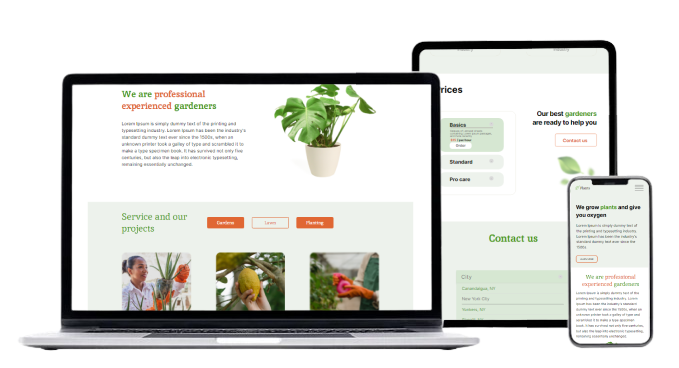 We are professional
experienced gardeners
Lorem Ipsum is simply dummy text of the printing and
typesetting industry. Lorem Ipsum has been the industry's
standard dummy text ever since the 1500s, when an
unknown printer took a galley of type and scrambled it to
make a type specimen book. It has survived not only five
centuries, but also the leap into electronic typesetting,
remaining essentially unchanged.
Service and our
projects
Gardens
Lawn
Planting
rices
Basics
Order
Standard
Pro care
Our best gardeners
are ready to help you
Contact us
Contact us
City
Canandaigua, NY
New York City
Yonkers, NY
Plants
We grow plants and give
you oxygen
Lorem Ipsum is simply dummy text
of the printing and typesetting
industry. Lorem Ipsum has been the
industry's standard dummy text ever since the
1500s.
We are professional
experienced gardeners
Lorem Ipsum is simply dummy text of the
printing and typesetting industry. Lorem
Ipsum has been the industry's standard
dummy text ever since the 1500s, when an
unknown printer took a galley of type and
scrambled it to make a type specimen
book. It has survived not only five centuries,
but also the leap into electronic typesetting,
remaining essentially unchanged.